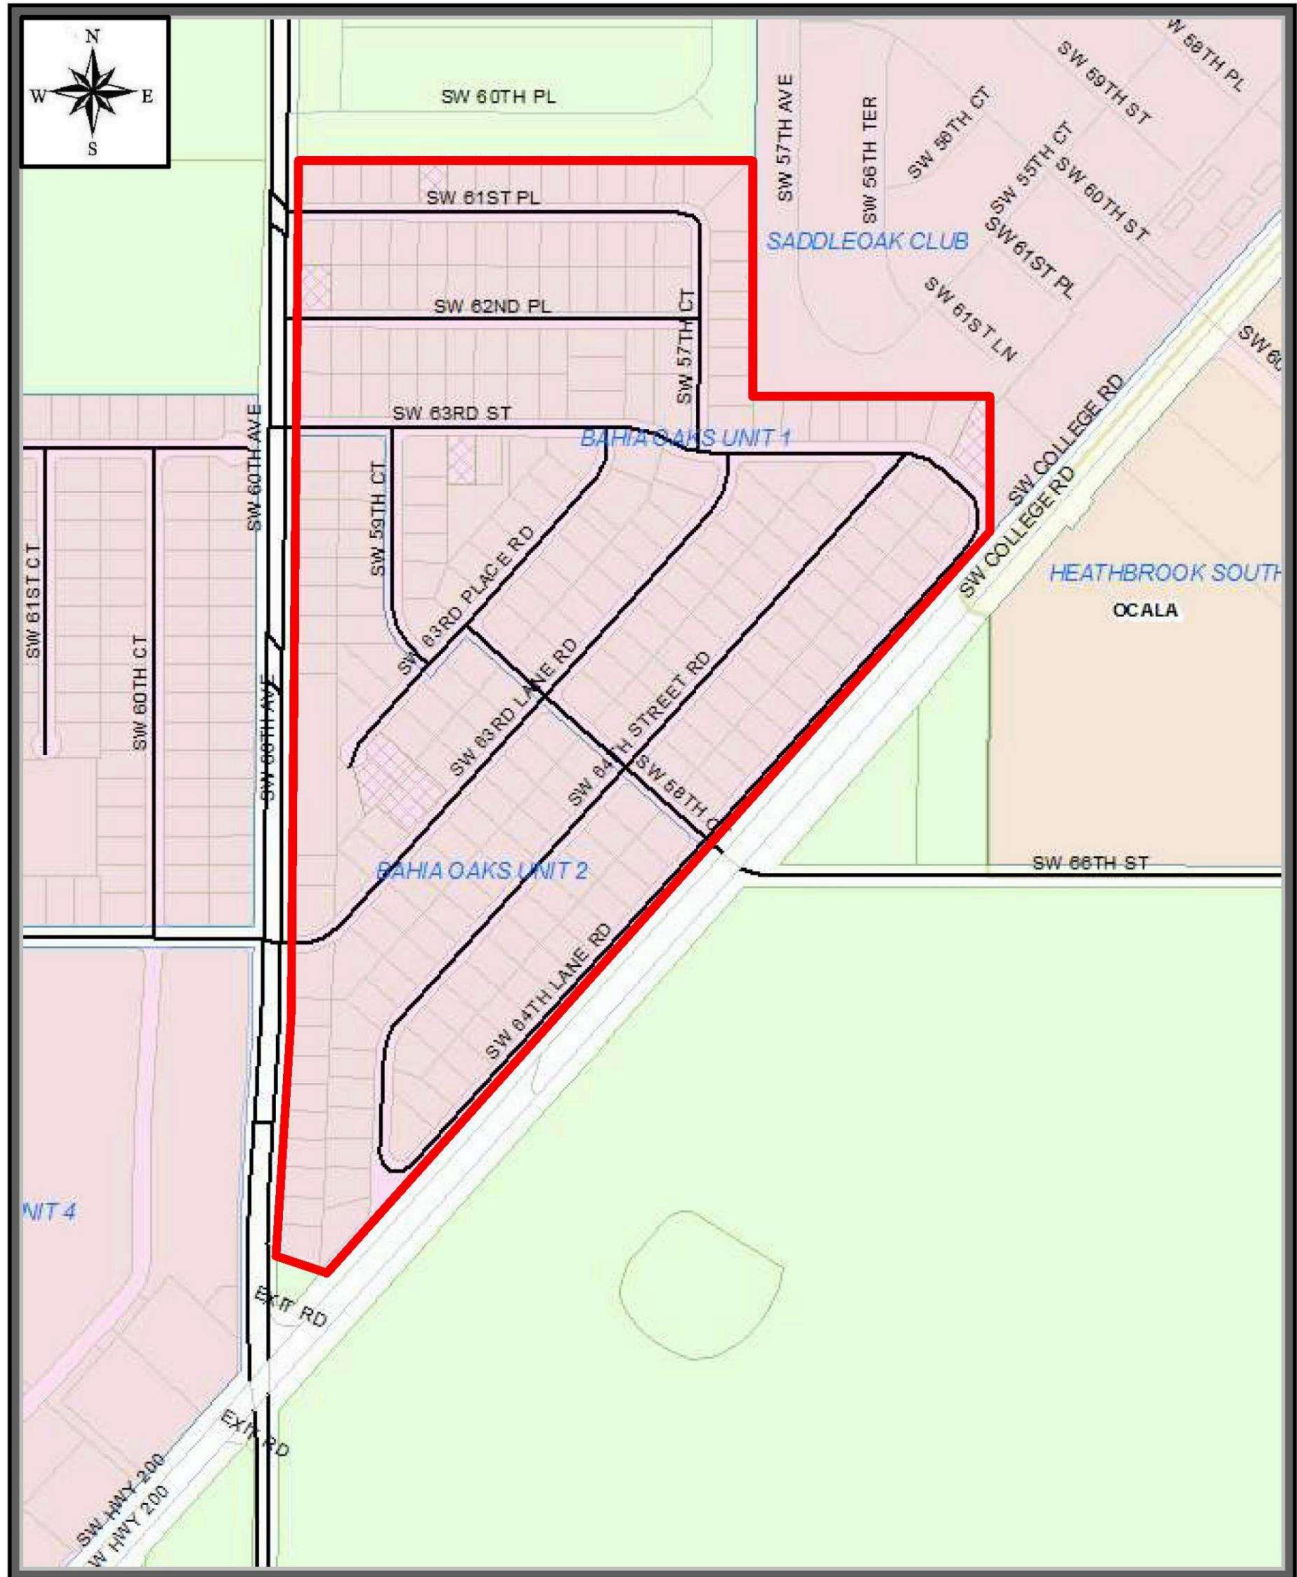 N
W E
S
SW 60TH PL
SW 57TH AVE
SW 56TH TER
SW 56TH CT
SW 59TH ST
W 58TH PL
SW 55TH CT
SW 60TH ST
SW 61ST PL
SW 61ST LN
SADDLEOAK CLUB
SW 61ST PL
SW 62ND PL
SW 57TH CT
SW 63RD ST
BAHIA OAKS UNIT 1
SW 60TH AVE
SW 59TH CT
SW 61ST CT
SW 60TH CT
SW 60TH AVE
SW 63RD PLACE RD
SW 63RD LANE RD
SW 64TH STREET RD
SW 58TH
SW COLLEGE RD
SW COLLEGE RD
HEATHBROOK SOUTH
OCALA
SW 66TH ST
BAHIA OAKS UNIT 2
SW 64TH LANE RD
NIT 4
EXIT RD
EXIT RD
SW HWY 200
W HWY 200